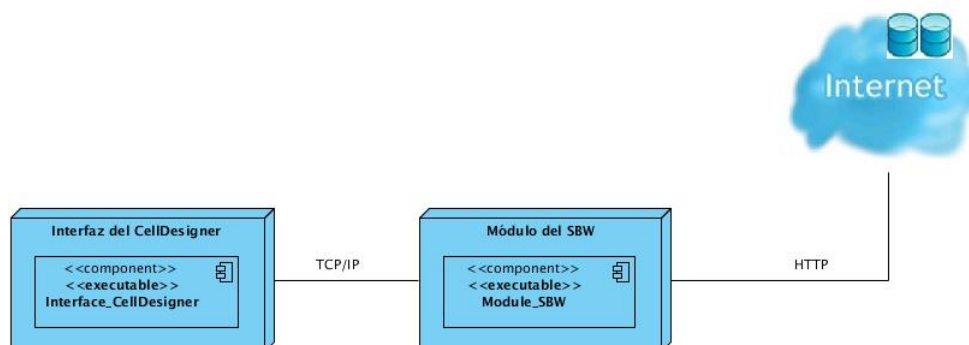 Internet
Interfaz del CellDesigner
<<component>>
<<executable>>
Interface_CellDesigner
TCP/IP
Módulo del SBW
<<component>>
<<executable>>
Module_SBW
HTTP